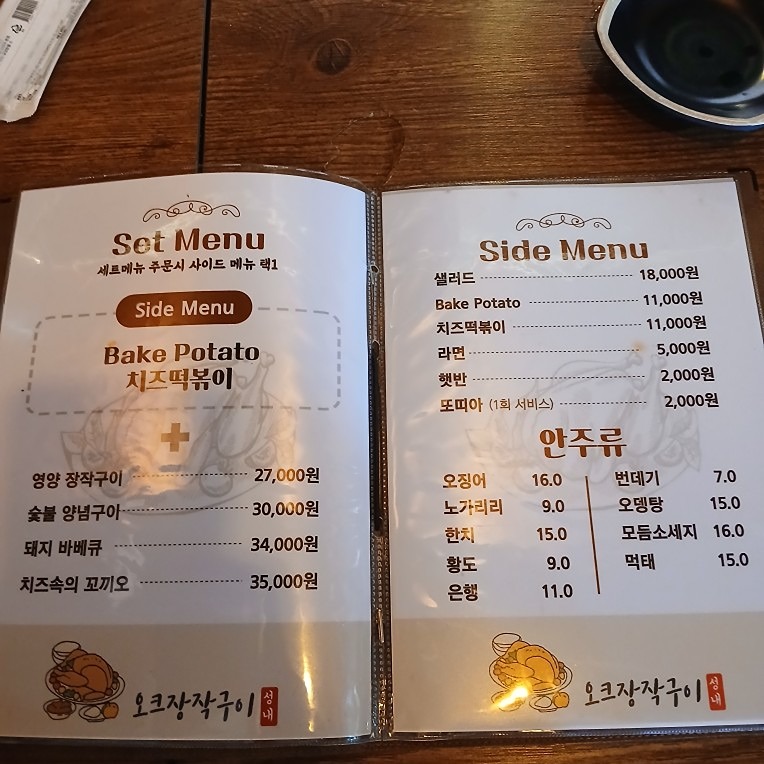 Set Menu
세트메뉴 주문시 사이드 메뉴 택1
Side Menu
Bake Potato
치즈떡볶이
+
영양 장작구이 27,000원
숯불 양념구이 30,000원
돼지 바베큐 34,000원
치즈속의 꼬끼오 35,000원
오크장작구이 성내
Side Menu
샐러드 18,000원
Bake Potato 11,000원
치즈떡볶이 11,000원
라면 5,000원
햇반 2,000원
또띠아 (1회 서비스) 2,000원
안주류
오징어 16.0
노가리리 9.0
한치 15.0
황도 9.0
은행 11.0
번데기 7.0
오뎅탕 15.0
모듬소세지 16.0
먹태 15.0
오크장작구이 성내